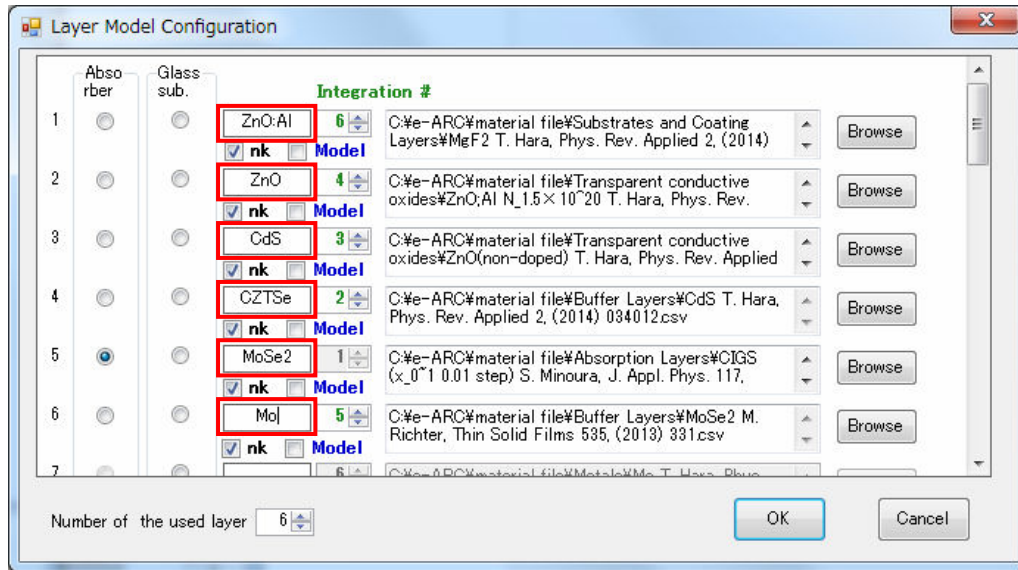 Layer Model Configuration
Abso
rber
Glass
sub.
Integration #
1
ZnO:Al
6
C:¥e-ARC¥material file¥Substrates and Coating
Layers¥MgF2 T. Hara, Phys. Rev. Applied 2, (2014)
Browse
nk
Model
2
ZnO
4
C:¥e-ARC¥material file¥Transparent conductive
oxides¥ZnO;Al N_1.5×10^20 T. Hara, Phys. Rev.
Browse
nk
Model
3
CdS
3
C:¥e-ARC¥material file¥Transparent conductive
oxides¥ZnO(non-doped) T. Hara, Phys. Rev. Applied
Browse
nk
Model
4
CZTSe
2
C:¥e-ARC¥material file¥Buffer Layers¥CdS T. Hara,
Phys. Rev. Applied 2, (2014) 034012.csv
Browse
nk
Model
5
MoSe2
1
C:¥e-ARC¥material file¥Absorption Layers¥CIGS
(x_0~1 0.01 step) S. Minoura, J. Appl. Phys. 117,
Browse
nk
Model
6
Mo
5
C:¥e-ARC¥material file¥Buffer Layers¥MoSe2 M.
Richter, Thin Solid Films 535, (2013) 331.csv
Browse
nk
Model
7
6
C:¥e-ARC¥material file¥Metals¥Mo T. Hara, Phys.
Number of the used layer
6
OK
Cancel